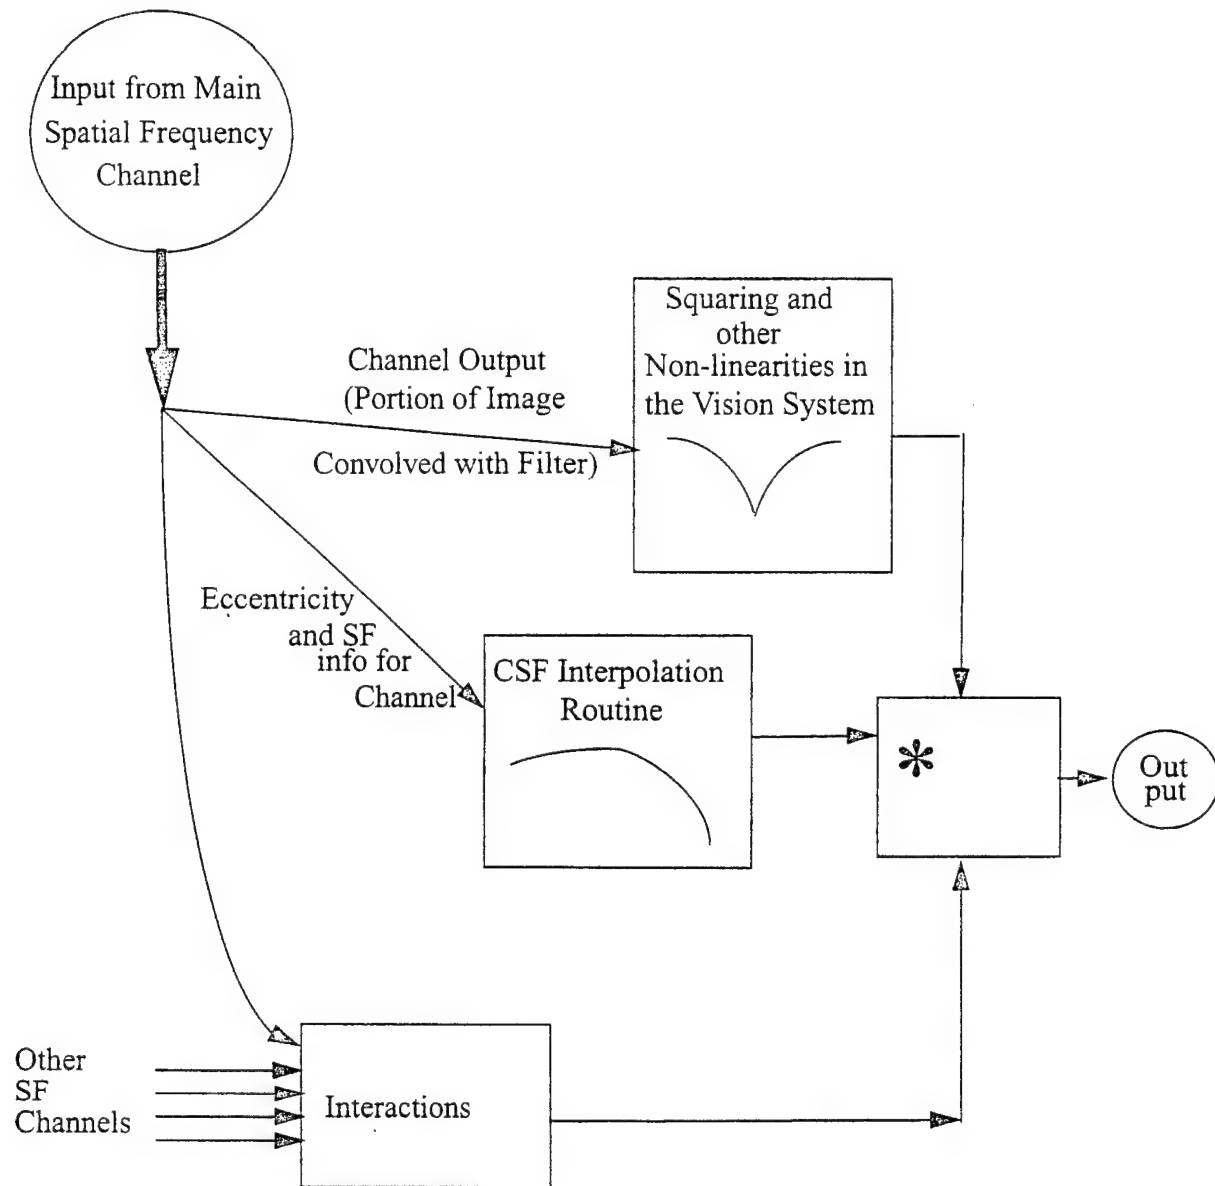 Input from Main
Spatial Frequency
Channel
Squaring and
other
Non-linearities in
the Vision System
Channel Output
(Portion of Image
Convolved with Filter)
Eccentricity
and SF
info for
Channel
CSF Interpolation
Routine
*
Out
put
Other
SF
Channels
Interactions